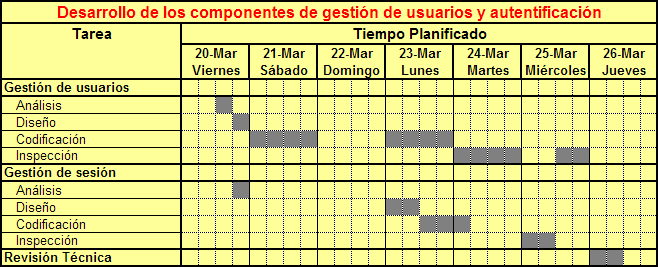 Desarrollo de los componentes de gestión de usuarios y autentificación
Tarea
Tiempo Planificado
20-Mar 21-Mar 22-Mar 23-Mar 24-Mar 25-Mar 26-Mar
Viernes Sábado Domingo Lunes Martes Miércoles Jueves
Gestión de usuarios
Análisis
Diseño
Codificación
Inspección
Gestión de sesión
Análisis
Diseño
Codificación
Inspección
Revisión Técnica